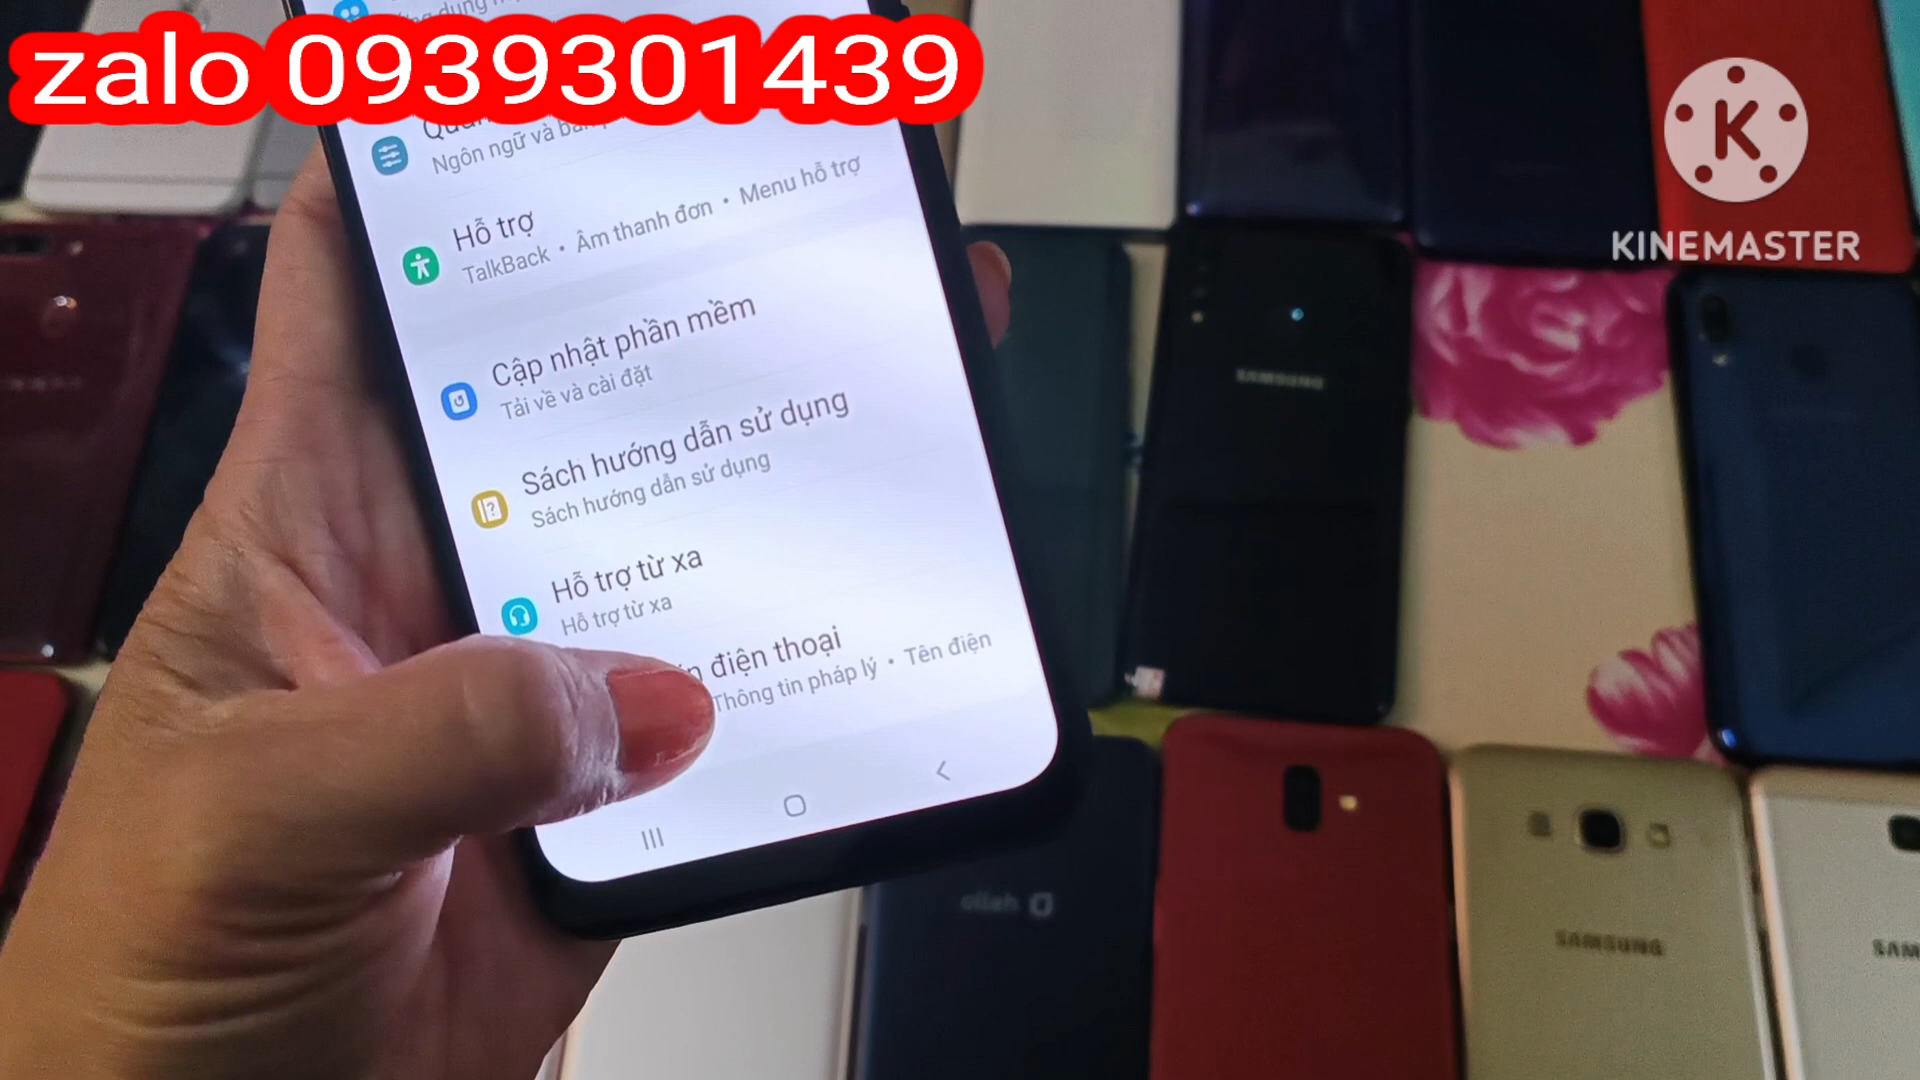 zalo 0939301439
KINEMASTER
Ngôn ngữ và
Hỗ trợ
TalkBack • Âm thanh đơn • Menu hỗ trợ
Cập nhật phần mềm
Tải về và cài đặt
Sách hướng dẫn sử dụng
Sách hướng dẫn sử dụng
Hỗ trợ từ xa
Hỗ trợ từ xa
điện thoại
Thông tin pháp lý • Tên điện
SAMSUNG
olleh
SAMSUNG
SAM